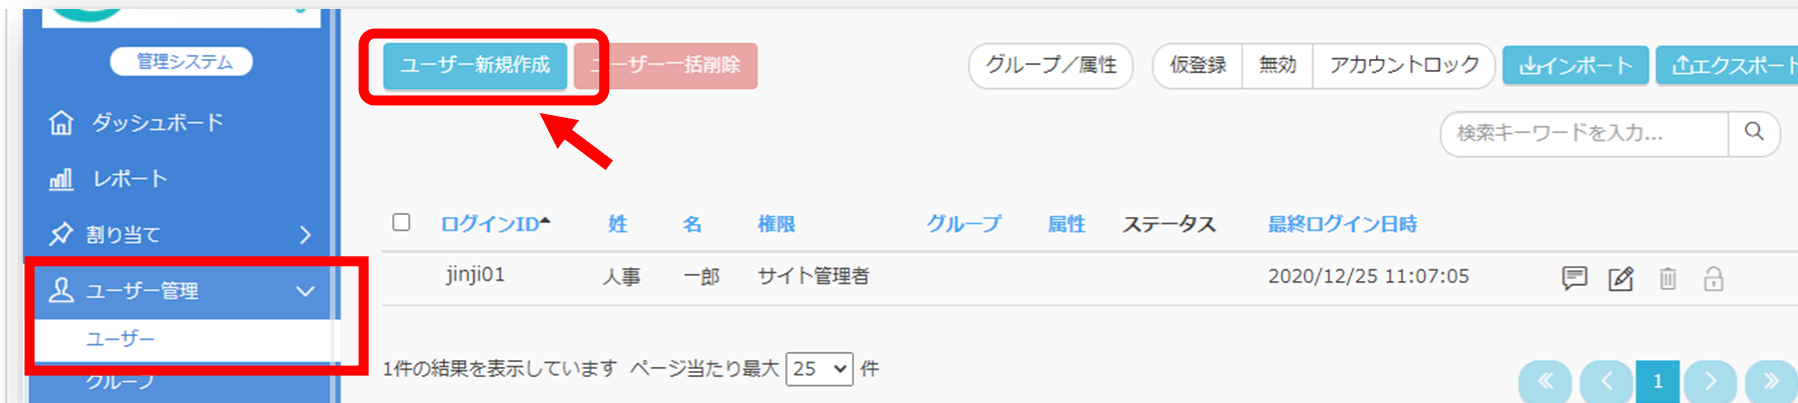 管理システム
ダッシュボード
レポート
割り当て
ユーザー管理
ユーザー
グループ
ユーザー新規作成
ユーザー一括削除
グループ／属性
仮登録 無効 アカウントロック
インポート
エクスポート
検索キーワードを入力...
ログインID 姓 名 権限 グループ 属性 ステータス 最終ログイン日時
jinji01 人事 一郎 サイト管理者 2020/12/25 11:07:05
1件の結果を表示しています ページ当たり最大 25 件
1